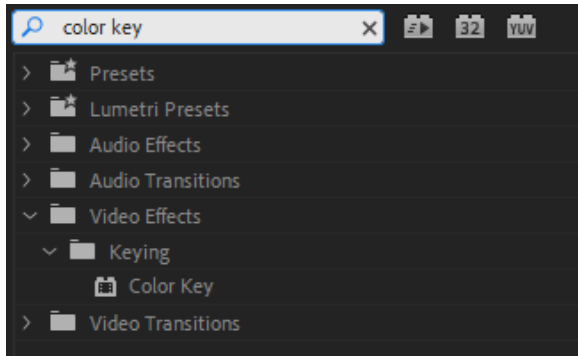 color key
32
YUV
Presets
Lumetri Presets
Audio Effects
Audio Transitions
Video Effects
Keying
Color Key
Video Transitions